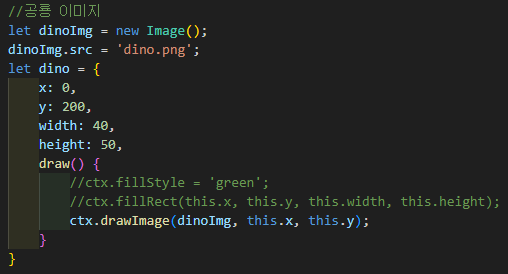 //공룡 이미지
let dinoImg = new Image();
dinoImg.src = 'dino.png';
let dino = {
    x: 0,
    y: 200,
    width: 40,
    height: 50,
    draw() {
        //ctx.fillStyle = 'green';
        //ctx.fillRect(this.x, this.y, this.width, this.height);
        ctx.drawImage(dinoImg, this.x, this.y);
    }
}